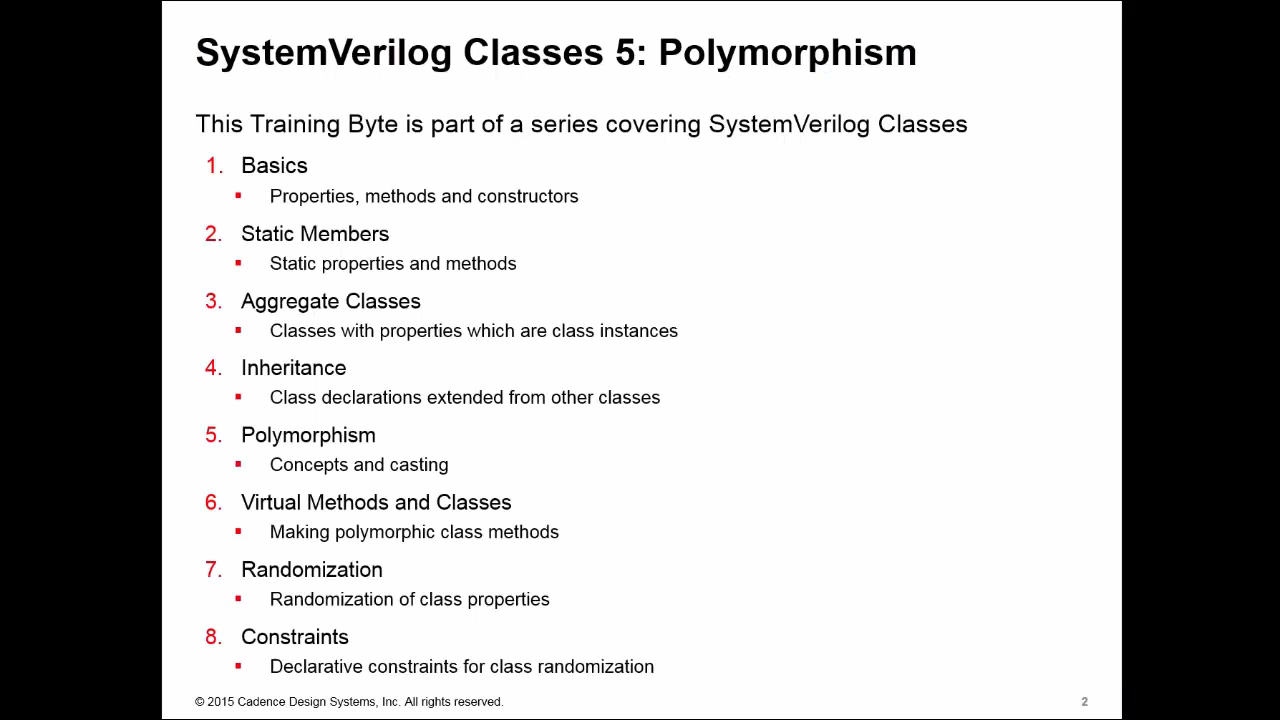 SystemVerilog Classes 5: Polymorphism
This Training Byte is part of a series covering SystemVerilog Classes
1. Basics
▪ Properties, methods and constructors
2. Static Members
▪ Static properties and methods
3. Aggregate Classes
▪ Classes with properties which are class instances
4. Inheritance
▪ Class declarations extended from other classes
5. Polymorphism
▪ Concepts and casting
6. Virtual Methods and Classes
▪ Making polymorphic class methods
7. Randomization
▪ Randomization of class properties
8. Constraints
▪ Declarative constraints for class randomization
© 2015 Cadence Design Systems, Inc. All rights reserved.
2